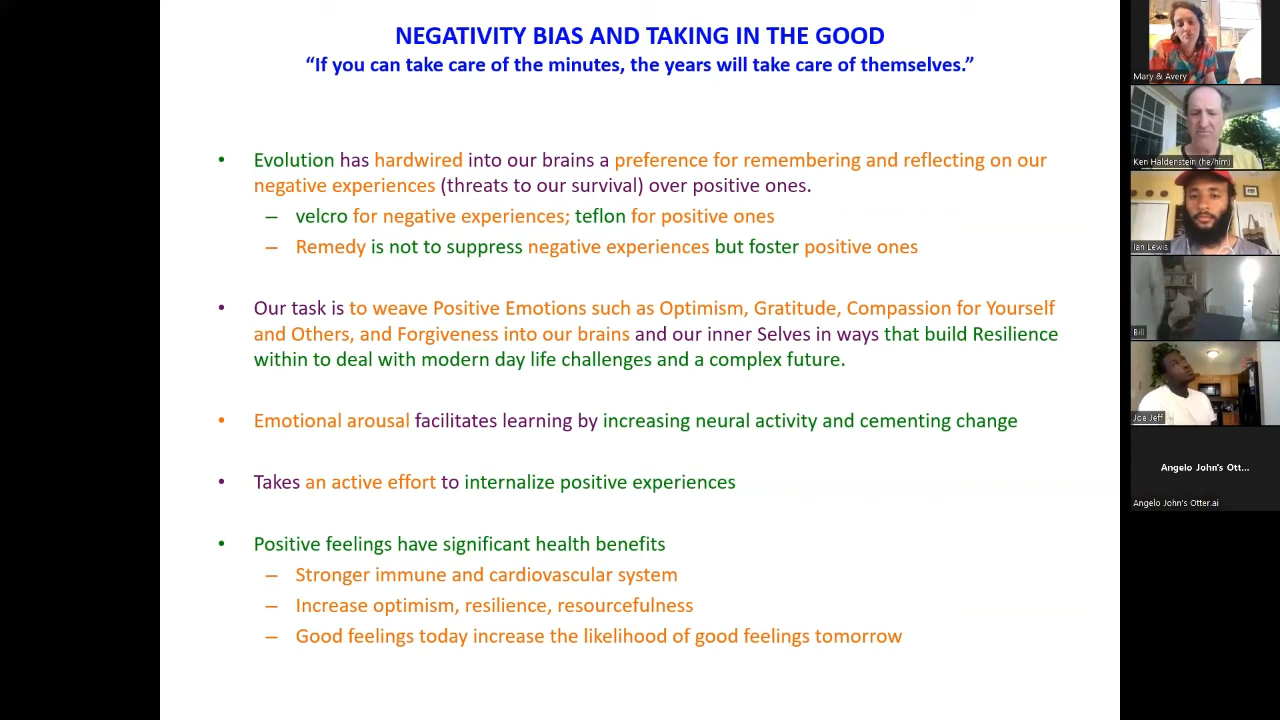 NEGATIVITY BIAS AND TAKING IN THE GOOD
“If you can take care of the minutes, the years will take care of themselves.”
• Evolution has hardwired into our brains a preference for remembering and reflecting on our
negative experiences (threats to our survival) over positive ones.
– velcro for negative experiences; teflon for positive ones
– Remedy is not to suppress negative experiences but foster positive ones
• Our task is to weave Positive Emotions such as Optimism, Gratitude, Compassion for Yourself
and Others, and Forgiveness into our brains and our inner Selves in ways that build Resilience
within to deal with modern day life challenges and a complex future.
• Emotional arousal facilitates learning by increasing neural activity and cementing change
• Takes an active effort to internalize positive experiences
• Positive feelings have significant health benefits
– Stronger immune and cardiovascular system
– Increase optimism, resilience, resourcefulness
– Good feelings today increase the likelihood of good feelings tomorrow
Mary & Avery
Ken Haldenstein (he/him)
Ian Lewis
Bill
Joe Jeff
Angelo John's Ott...
Angelo John's Otter.ai